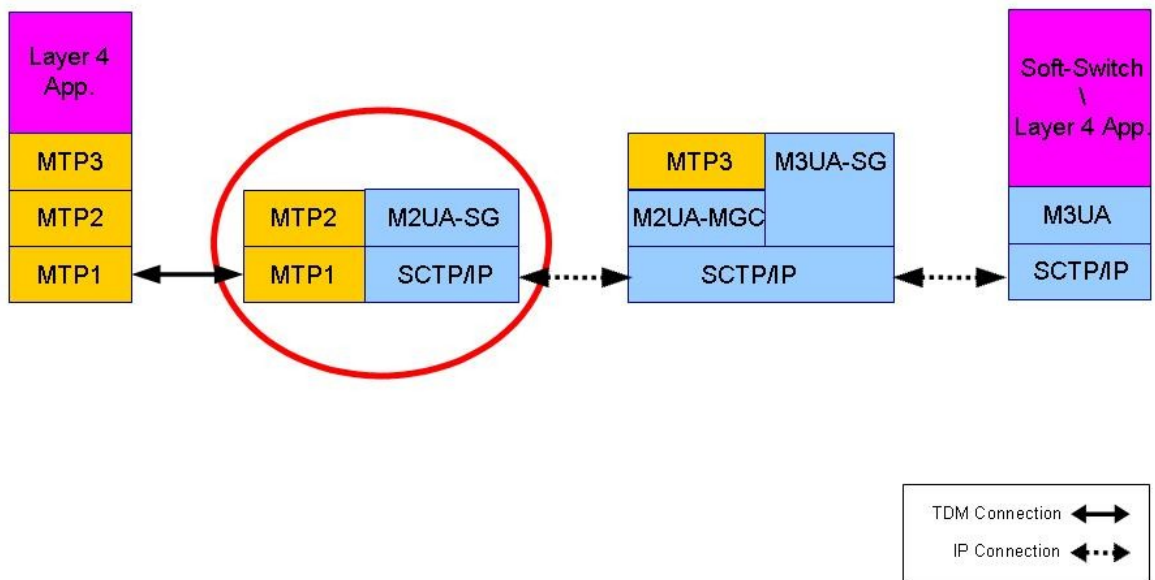 Layer 4
App.
MTP3
MTP2
MTP1
MTP2
M2UA-SG
MTP1
SCTP/IP
MTP3
M3UA-SG
M2UA-MGC
SCTP/IP
Soft-Switch
\
Layer 4 App.
M3UA
SCTP/IP
TDM Connection
IP Connection